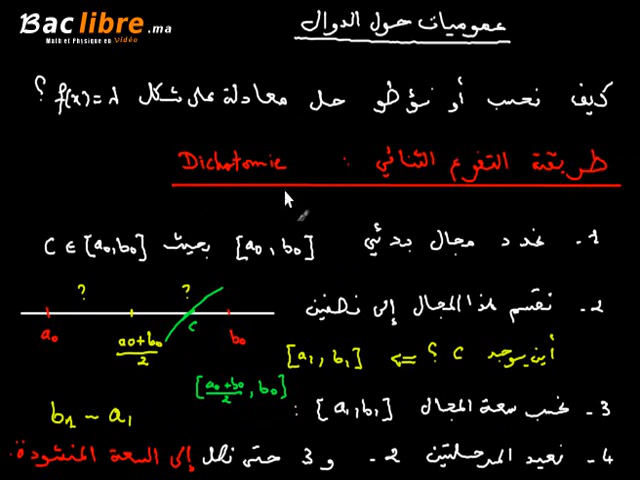 Bac libre.ma
Math et Physique en Vidéo
عموميات حول الدوال
كيف نحسب أو نؤطر حل معادلة على شكل f(x)=λ ؟
طريقة التفرع الثنائي : Dichotomie
1- نحدد مجال بدئي [a₀,b₀] بحيث C∈[a₀,b₀]
2- نقسم هذا المجال إلى نصفين
? ?
a₀ (a₀+b₀)/2 c b₀
أين يوجد C ؟ => [a₁,b₁]
[(a₀+b₀)/2, b₀]
3- نحسب سعة المجال [a₁,b₁] :
b₁ - a₁
4- نعيد المرحلتين 2- و 3 حتى نصل إلى السعة المنشودة.